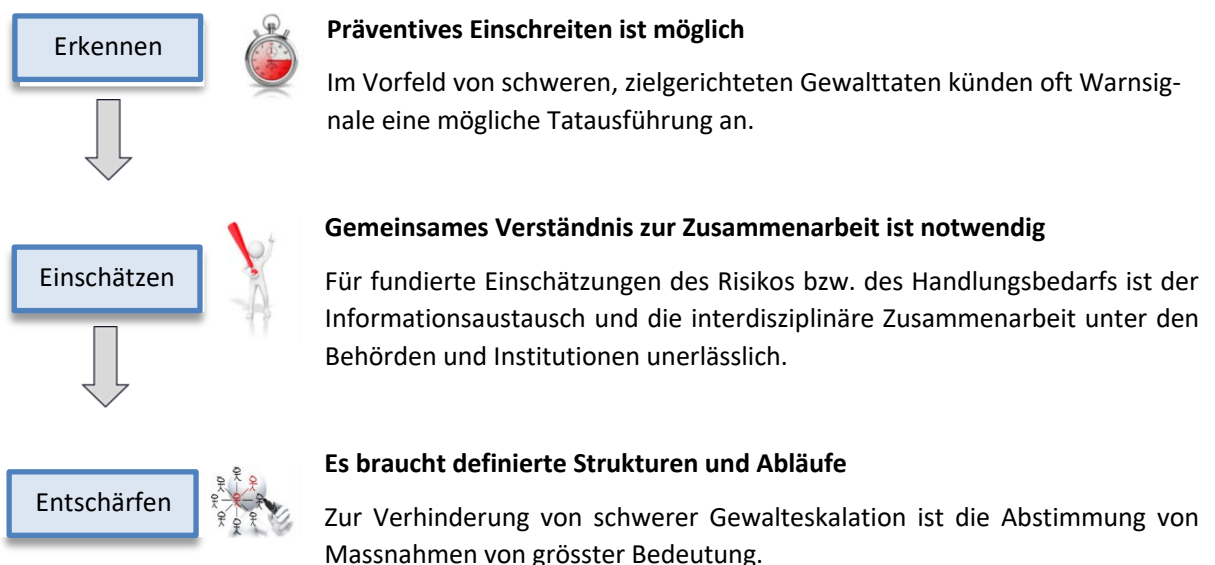 Erkennen
Präventives Einschreiten ist möglich
Im Vorfeld von schweren, zielgerichteten Gewalttaten künden oft Warnsig-
nale eine mögliche Tatausführung an.
Einschätzen
Gemeinsames Verständnis zur Zusammenarbeit ist notwendig
Für fundierte Einschätzungen des Risikos bzw. des Handlungsbedarfs ist der
Informationsaustausch und die interdisziplinäre Zusammenarbeit unter den
Behörden und Institutionen unerlässlich.
Entschärfen
Es braucht definierte Strukturen und Abläufe
Zur Verhinderung von schwerer Gewalteskalation ist die Abstimmung von
Massnahmen von grösster Bedeutung.